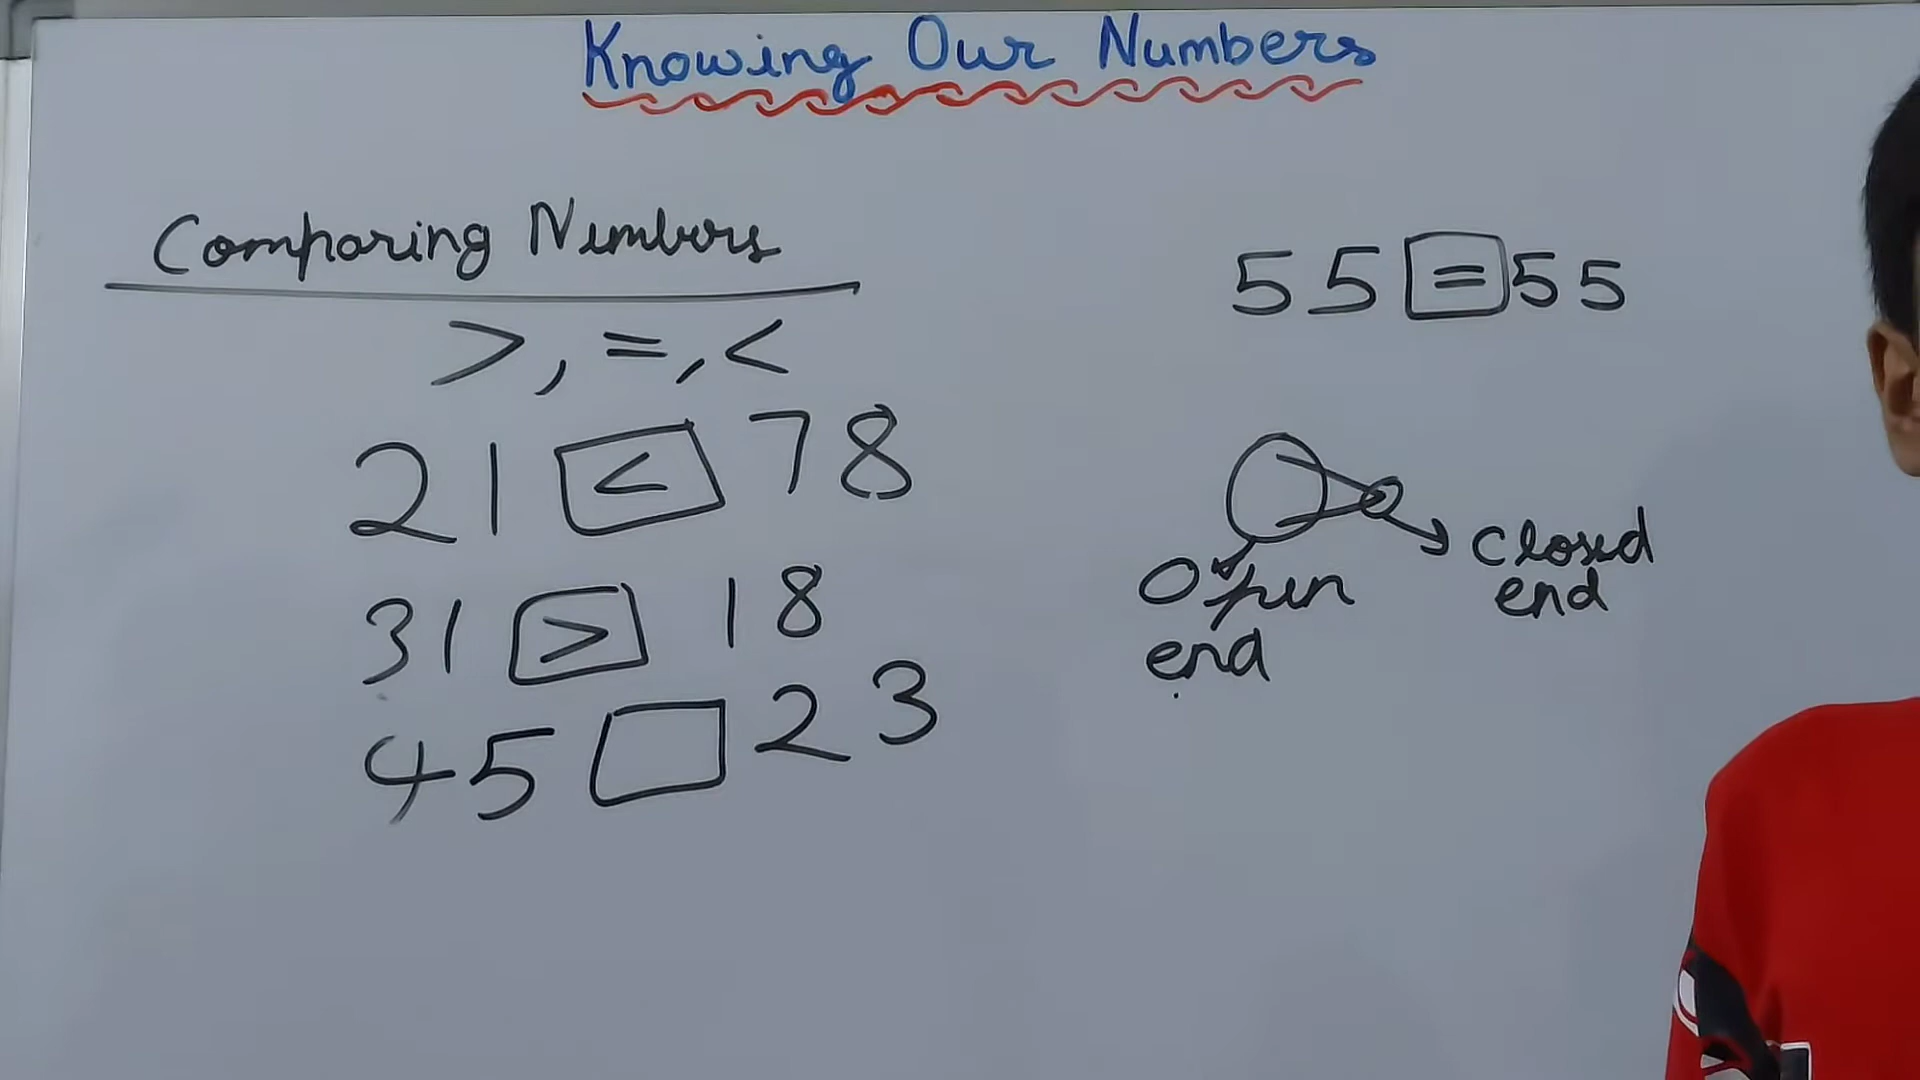 Knowing Our Numbers
Comparing Numbers
>, =, <
21 < 78
31 > 18
45 23
55 = 55
Open
end
closed
end